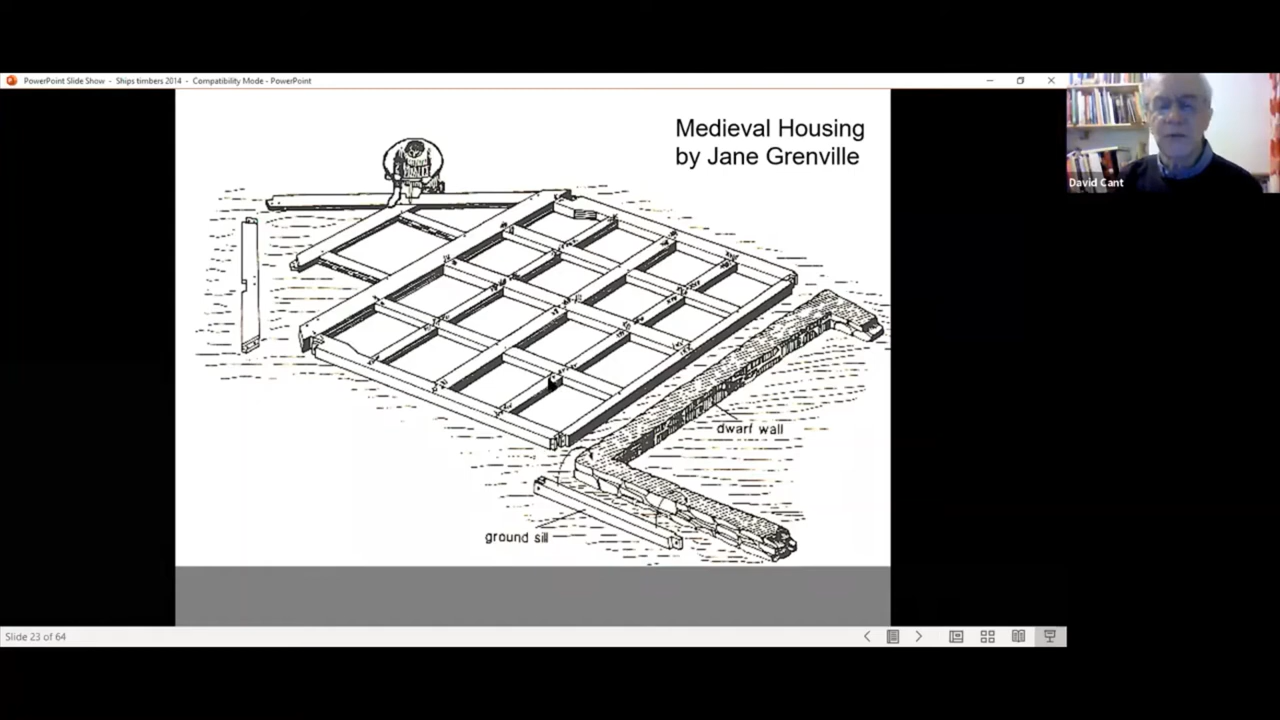 PowerPoint Slide Show - Ships timbers 2014 - Compatibility Mode - PowerPoint
Medieval Housing
by Jane Grenville
David Cant
dwarf wall
ground sill
Slide 23 of 64